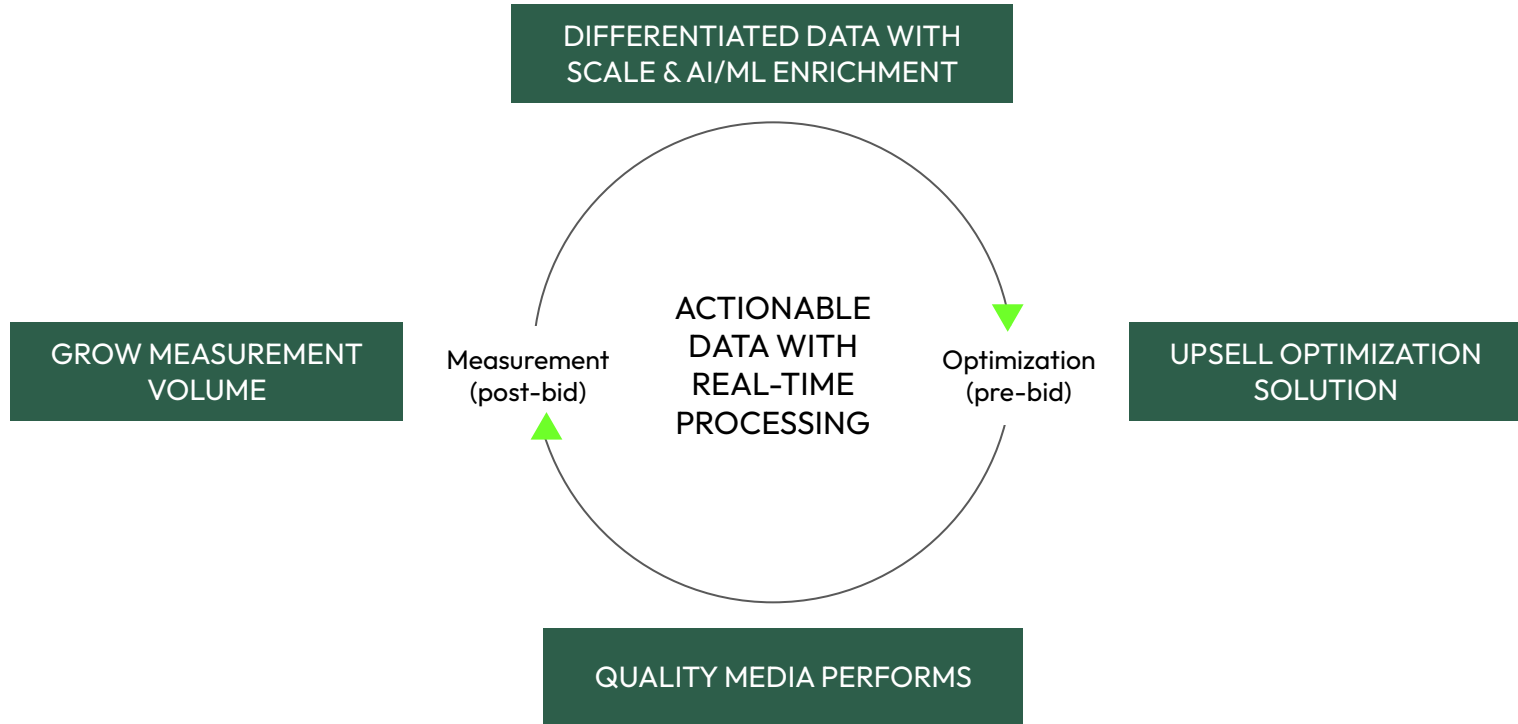 DIFFERENTIATED DATA WITH
SCALE & AI/ML ENRICHMENT
GROW MEASUREMENT
VOLUME
Measurement
(post-bid)
ACTIONABLE
DATA WITH
REAL-TIME
PROCESSING
Optimization
(pre-bid)
UPSELL OPTIMIZATION
SOLUTION
QUALITY MEDIA PERFORMS